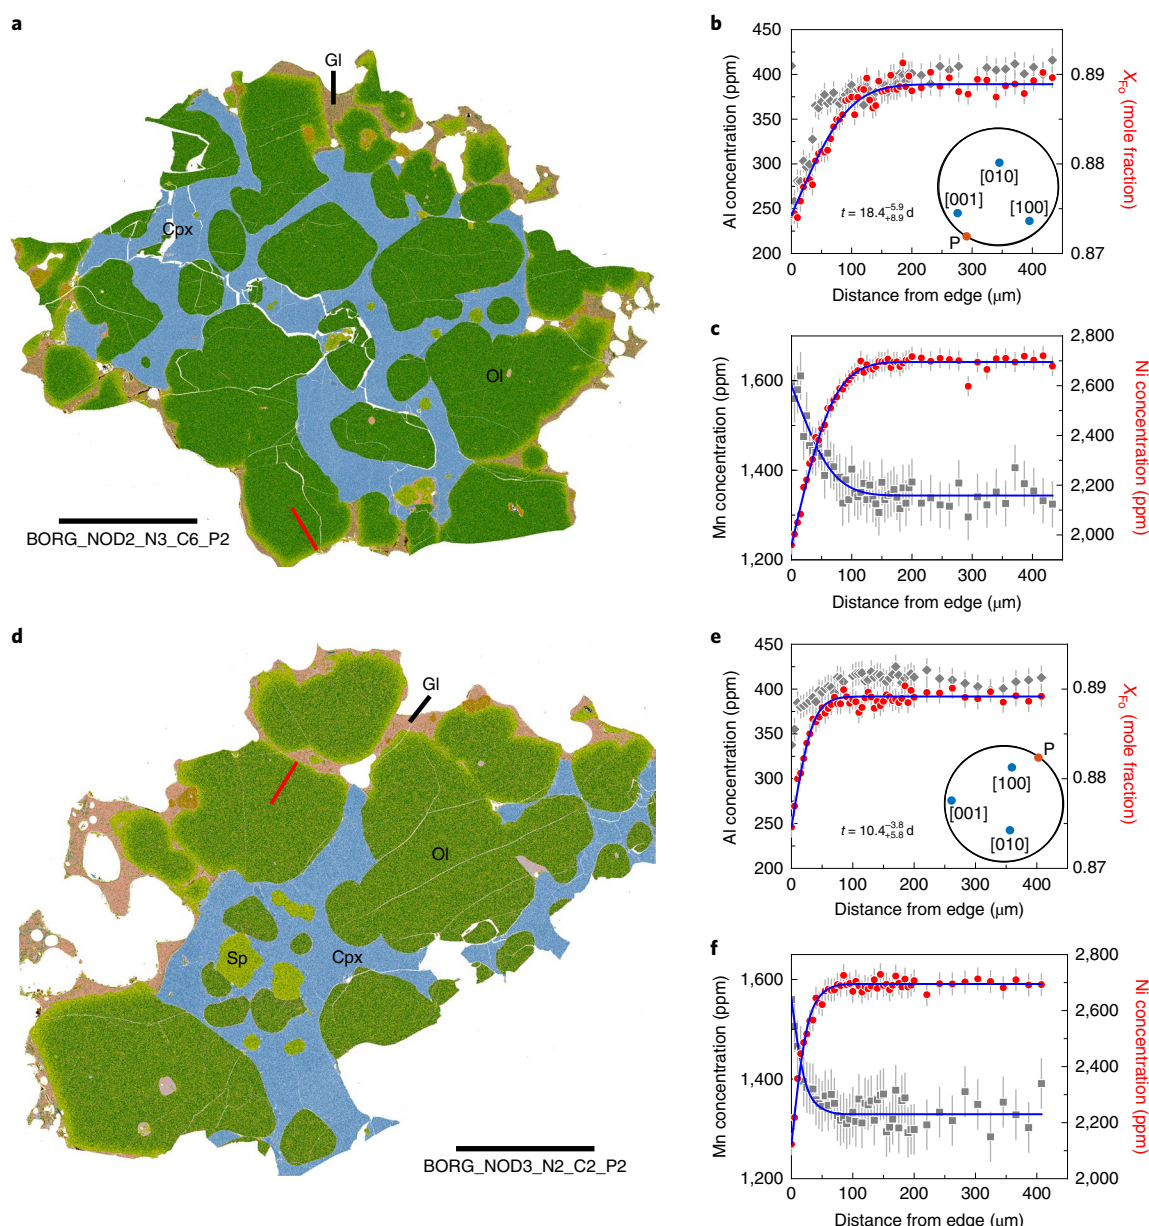 a
Gl
Cpx
Ol
BORG_NOD2_N3_C6_P2
b
450
400
350
300
250
200
Al concentration (ppm)
0.89
0.88
0.87
XFo (mole fraction)
[010]
[001]
[100]
P
t = 18.4 −5.9 +8.9 d
0 100 200 300 400
Distance from edge (µm)
c
1,600
1,400
1,200
Mn concentration (ppm)
2,800
2,600
2,400
2,200
2,000
Ni concentration (ppm)
0 100 200 300 400
Distance from edge (µm)
d
Gl
Ol
Sp
Cpx
BORG_NOD3_N2_C2_P2
e
450
400
350
300
250
200
Al concentration (ppm)
0.89
0.88
0.87
XFo (mole fraction)
P
[100]
[001]
[010]
t = 10.4 −3.8 +5.8 d
0 100 200 300 400
Distance from edge (µm)
f
1,600
1,400
1,200
Mn concentration (ppm)
2,800
2,600
2,400
2,200
2,000
Ni concentration (ppm)
0 100 200 300 400
Distance from edge (µm)